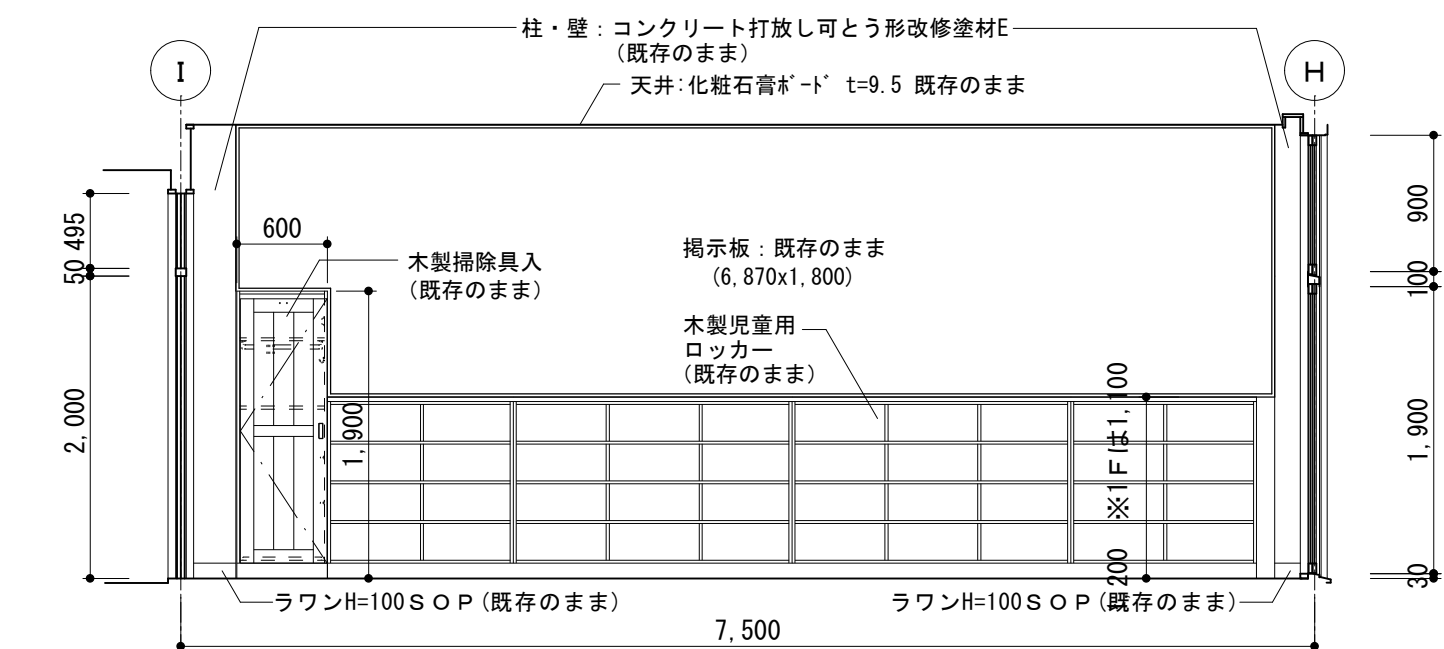 柱・壁：コンクリート打放し可とう形改修塗材E
(既存のまま)
I
H
天井:化粧石膏ﾎﾞｰﾄﾞ t=9.5 既存のまま
600
495
50
2,000
木製掃除具入
(既存のまま)
掲示板：既存のまま
(6,870x1,800)
木製児童用
ロッカー
(既存のまま)
1,900
※1Fは1,100
1200
900
100
1,900
30
ラワンH=100ＳＯＰ(既存のまま)
ラワンH=100ＳＯＰ(既存のまま)
7,500